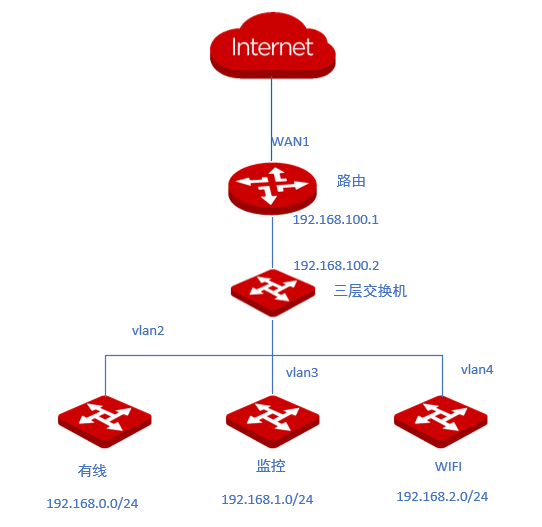 Internet
WAN1
路由
192.168.100.1
192.168.100.2
三层交换机
vlan2
vlan3
vlan4
有线
监控
WIFI
192.168.0.0/24
192.168.1.0/24
192.168.2.0/24